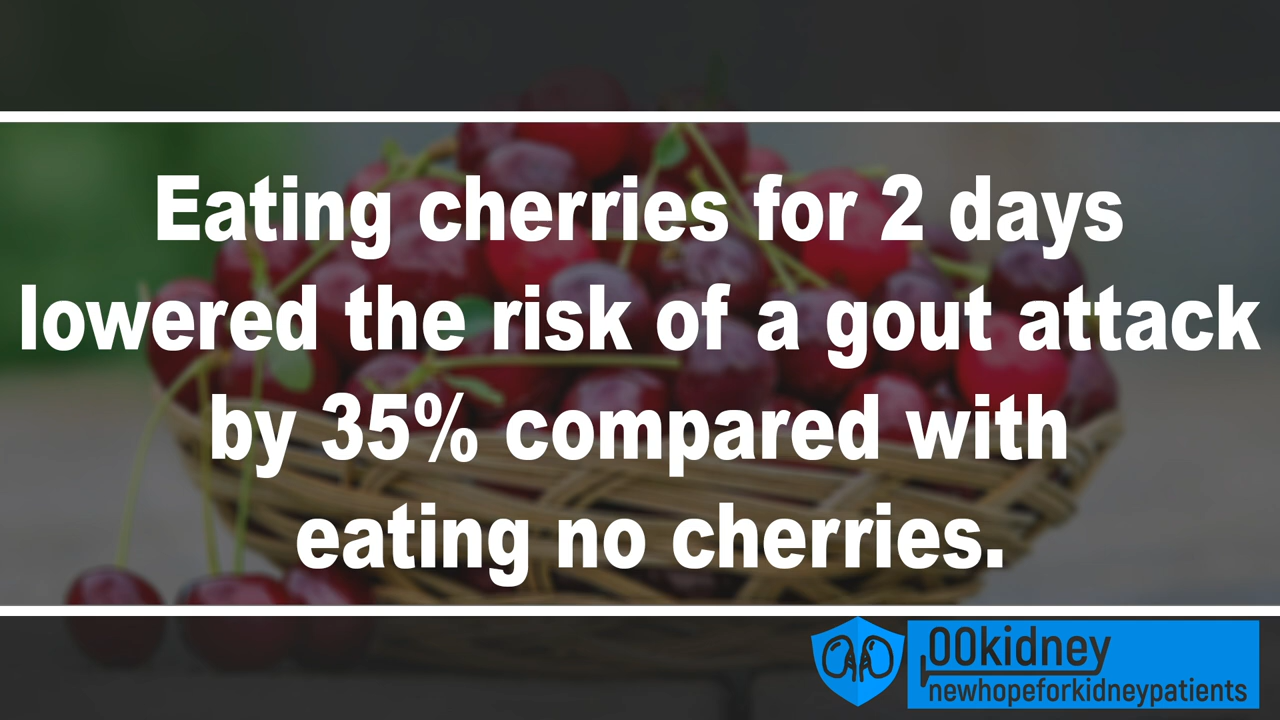 Eating cherries for 2 days
lowered the risk of a gout attack
by 35% compared with
eating no cherries.
00kidney
newhopeforkidneypatients